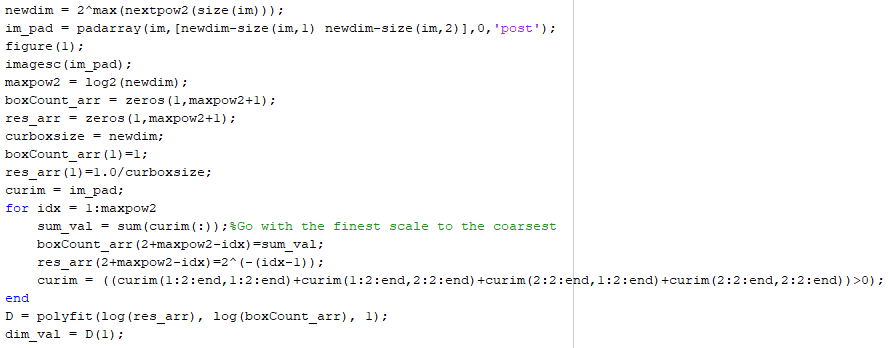 newdim = 2^max(nextpow2(size(im)));
im_pad = padarray(im,[newdim-size(im,1) newdim-size(im,2)],0,'post');
figure(1);
imagesc(im_pad);
maxpow2 = log2(newdim);
boxCount_arr = zeros(1,maxpow2+1);
res_arr = zeros(1,maxpow2+1);
curboxsize = newdim;
boxCount_arr(1)=1;
res_arr(1)=1.0/curboxsize;
curim = im_pad;
for idx = 1:maxpow2
    sum_val = sum(curim(:));%Go with the finest scale to the coarsest
    boxCount_arr(2+maxpow2-idx)=sum_val;
    res_arr(2+maxpow2-idx)=2^(-(idx-1));
    curim = ((curim(1:2:end,1:2:end)+curim(1:2:end,2:2:end)+curim(2:2:end,1:2:end)+curim(2:2:end,2:2:end))>0);
end
D = polyfit(log(res_arr), log(boxCount_arr), 1);
dim_val = D(1);